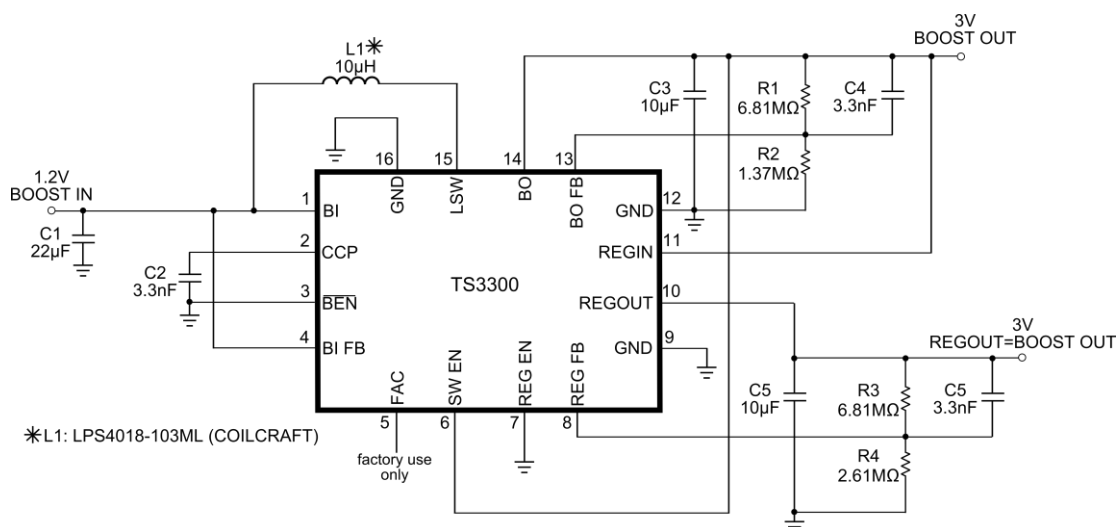 L1✳
10µH
3V
BOOST OUT
C3
10µF
R1
6.81MΩ
C4
3.3nF
R2
1.37MΩ
1.2V
BOOST IN
C1
22µF
C2
3.3nF
16
15
14
13
GND
LSW
BO
BO FB
1
BI
2
CCP
3
BEN
4
BI FB
TS3300
12
GND
11
REGIN
10
REGOUT
9
GND
FAC
SW EN
REG EN
REG FB
5
6
7
8
factory use
only
3V
REGOUT=BOOST OUT
C5
10µF
R3
6.81MΩ
C5
3.3nF
R4
2.61MΩ
✳L1: LPS4018-103ML (COILCRAFT)